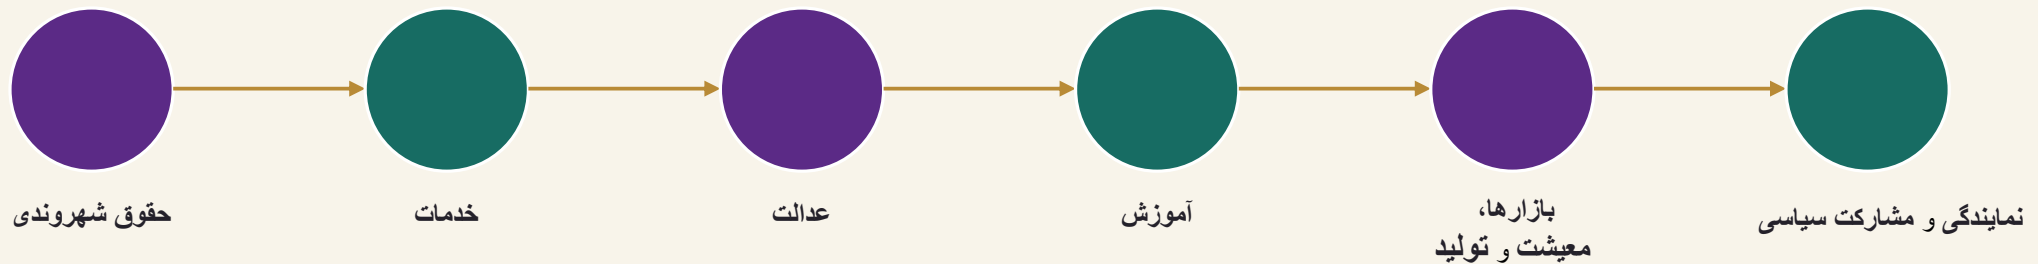 حقوق شهروندی
خدمات
عدالت
آموزش
بازارها،
معیشت و تولید
نمایندگی و مشارکت سیاسی